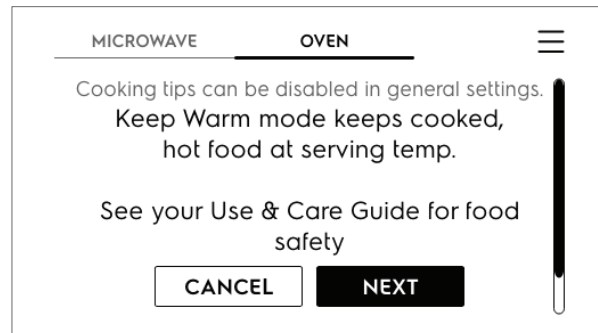 MICROWAVE OVEN
Cooking tips can be disabled in general settings.
Keep Warm mode keeps cooked,
hot food at serving temp.
See your Use & Care Guide for food
safety
CANCEL NEXT